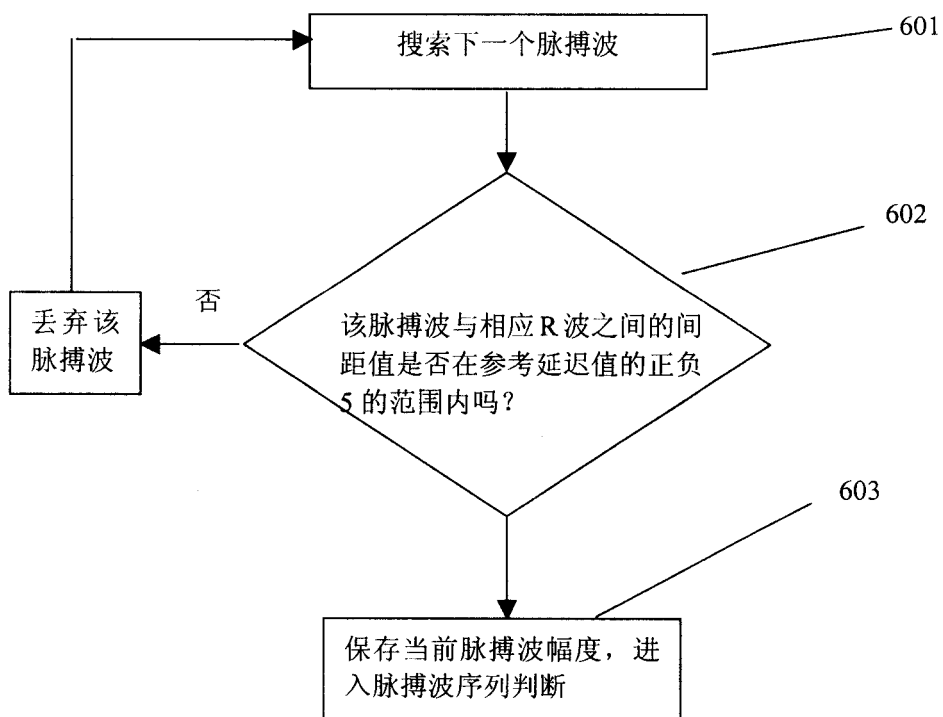 搜索下一个脉搏波
601
602
否
丢弃该
脉搏波
该脉搏波与相应R波之间的间
距值是否在参考延迟值的正负
5的范围内吗？
603
保存当前脉搏波幅度，进
入脉搏波序列判断